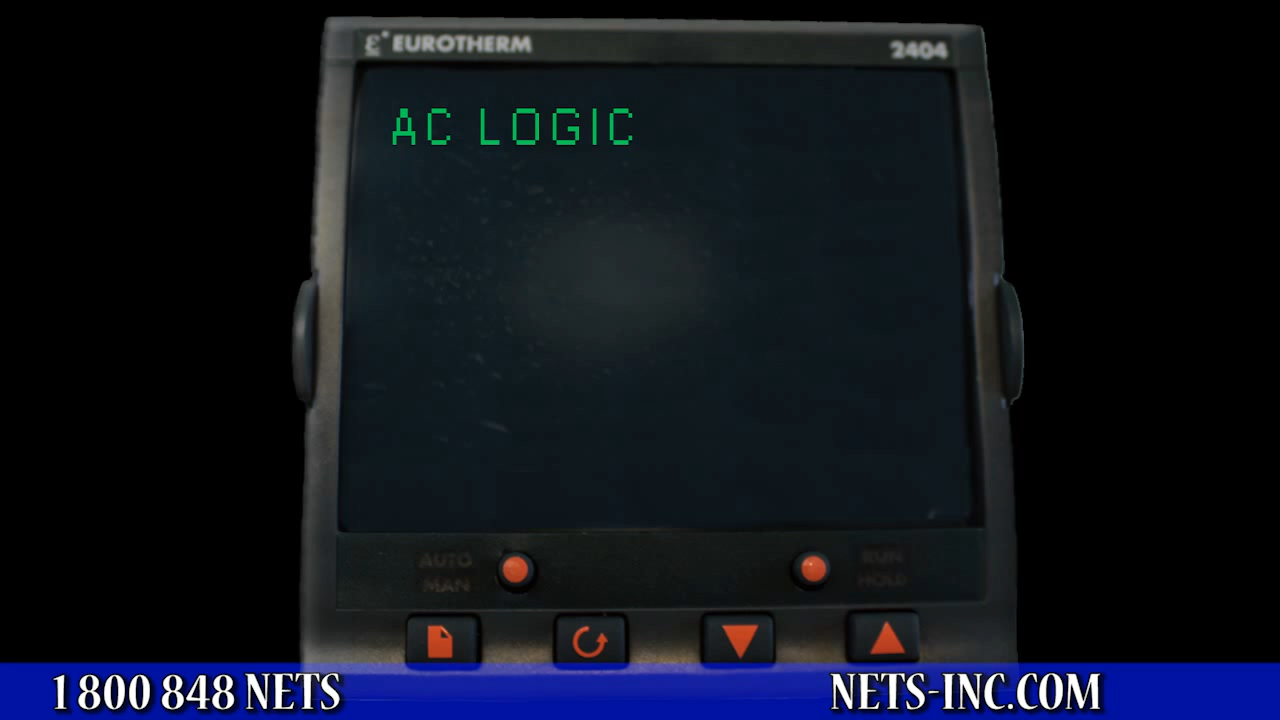 EUROTHERM
2404
AC LOGIC
AUTO
MAN
RUN
HOLD
1 800 848 NETS
NETS-INC.COM